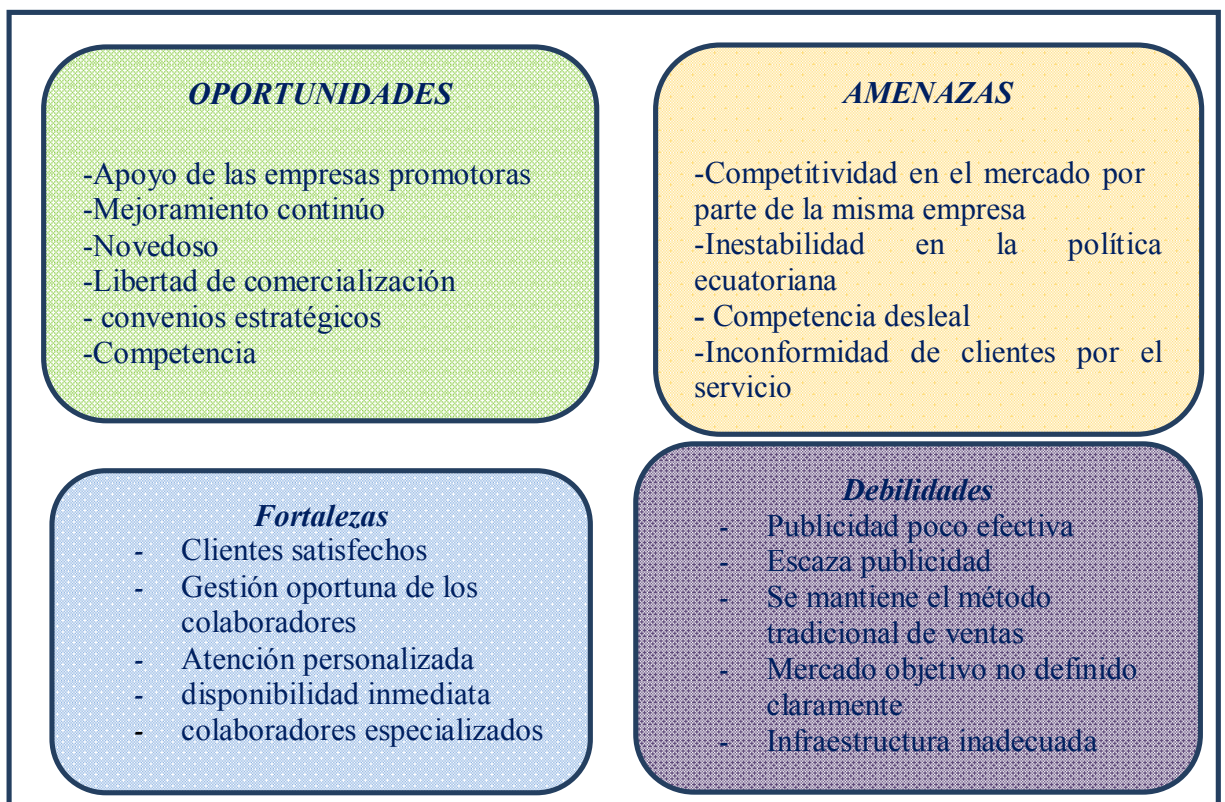 OPORTUNIDADES
-Apoyo de las empresas promotoras
-Mejoramiento continúo
-Novedoso
-Libertad de comercialización
- convenios estratégicos
-Competencia
AMENAZAS
-Competitividad en el mercado por
parte de la misma empresa
-Inestabilidad en la política
ecuatoriana
- Competencia desleal
-Inconformidad de clientes por el
servicio
Fortalezas
- Clientes satisfechos
- Gestión oportuna de los
colaboradores
- Atención personalizada
- disponibilidad inmediata
- colaboradores especializados
Debilidades
- Publicidad poco efectiva
- Escaza publicidad
- Se mantiene el método
tradicional de ventas
- Mercado objetivo no definido
claramente
- Infraestructura inadecuada